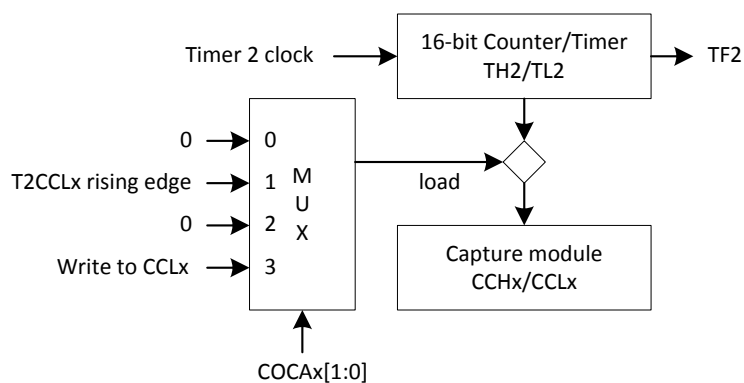 Timer 2 clock
16-bit Counter/Timer
TH2/TL2
TF2
0
0
T2CCLx rising edge
1
0
2
Write to CCLx
3
M
U
X
load
Capture module
CCHx/CCLx
COCAx[1:0]